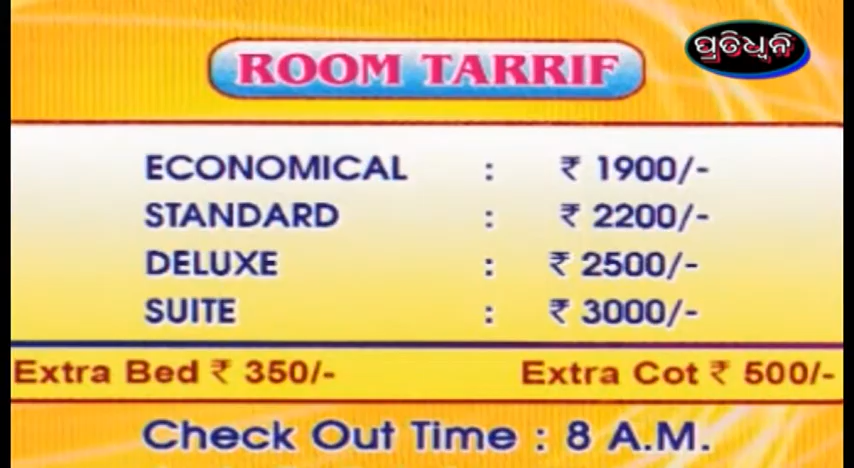 ପ୍ରତିଧ୍ୱନି
ROOM TARRIF
ECONOMICAL : ₹ 1900/-
STANDARD : ₹ 2200/-
DELUXE : ₹ 2500/-
SUITE : ₹ 3000/-
Extra Bed ₹ 350/- Extra Cot ₹ 500/-
Check Out Time : 8 A.M.